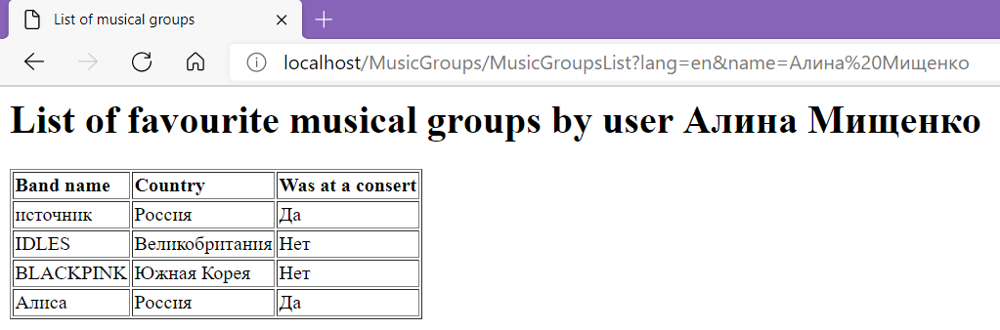 List of musical groups
localhost/MusicGroups/MusicGroupsList?lang=en&name=Алина%20Мищенко
List of favourite musical groups by user Алина Мищенко
Band name Country Was at a consert
источник Россия Да
IDLES Великобритания Нет
BLACKPINK Южная Корея Нет
Алиса Россия Да